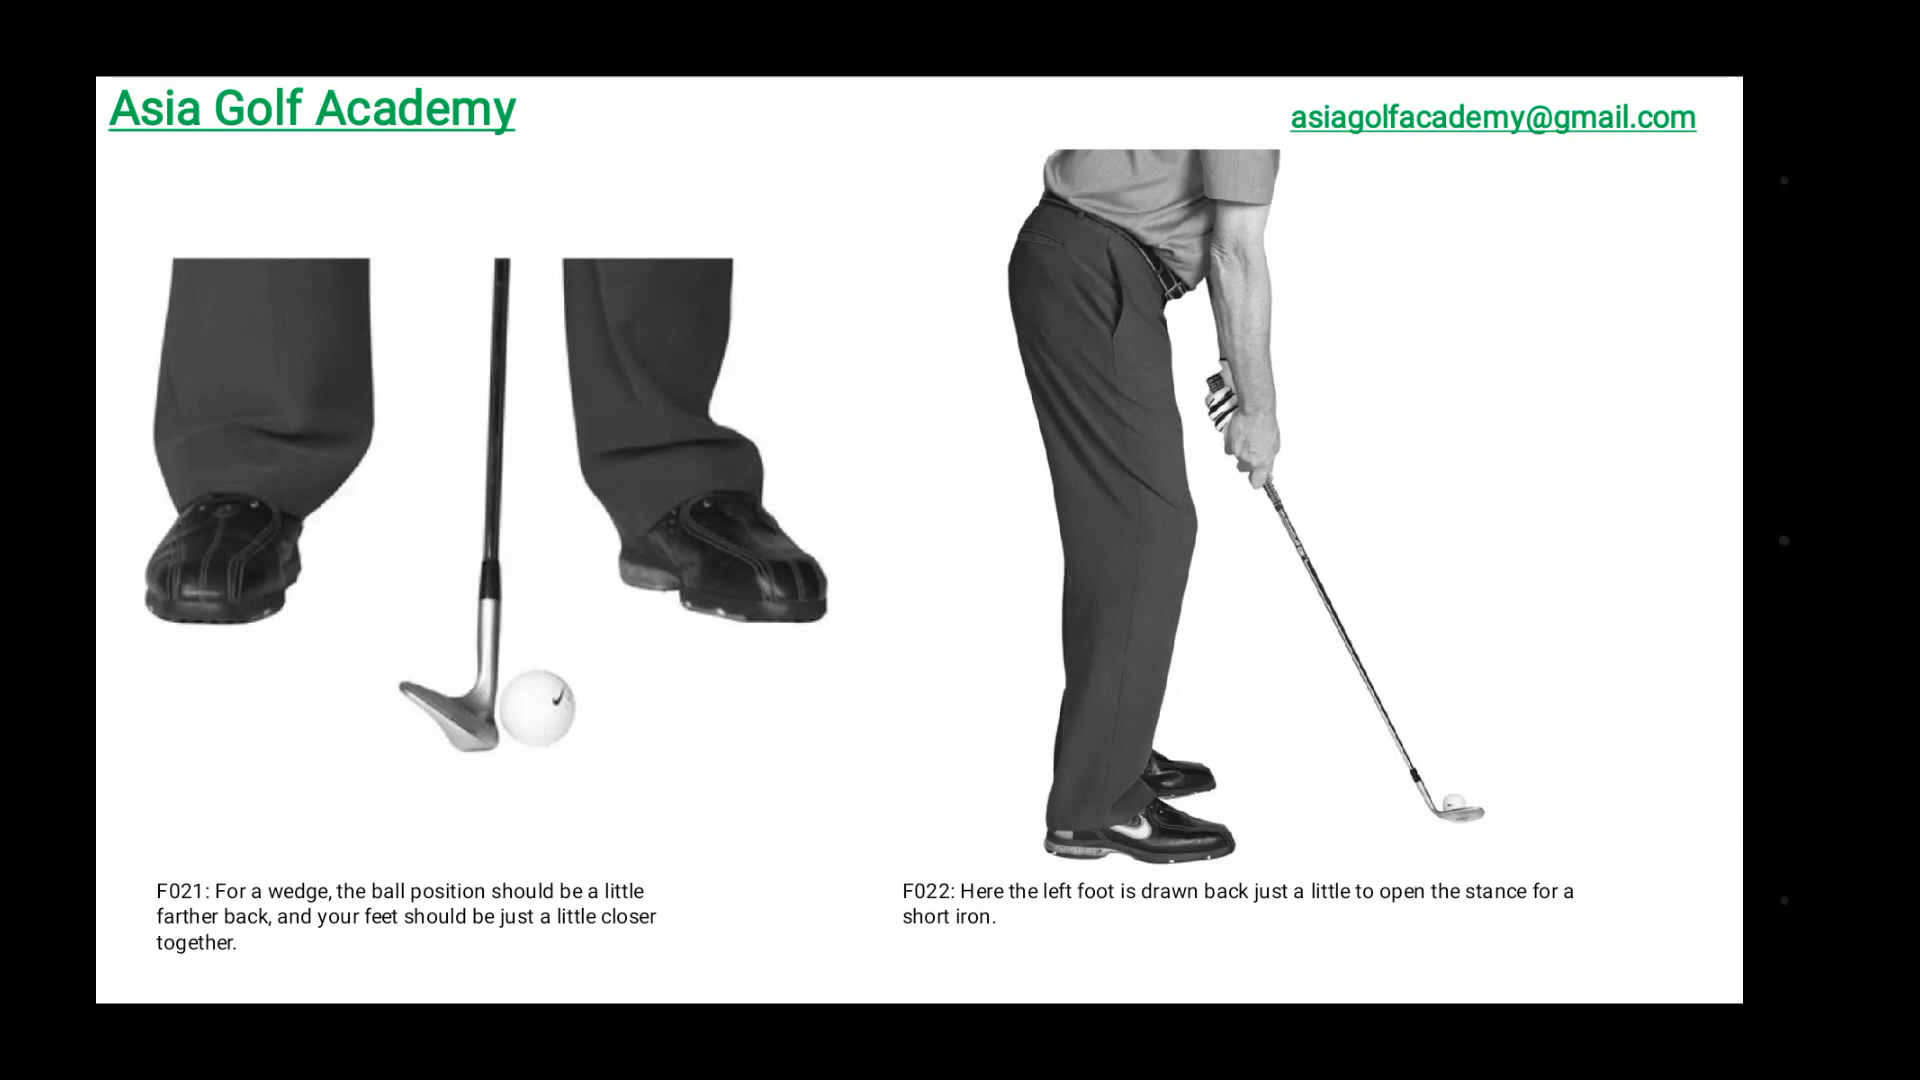 Asia Golf Academy
asiagolfacademy@gmail.com
F021: For a wedge, the ball position should be a little
farther back, and your feet should be just a little closer
together.
F022: Here the left foot is drawn back just a little to open the stance for a
short iron.